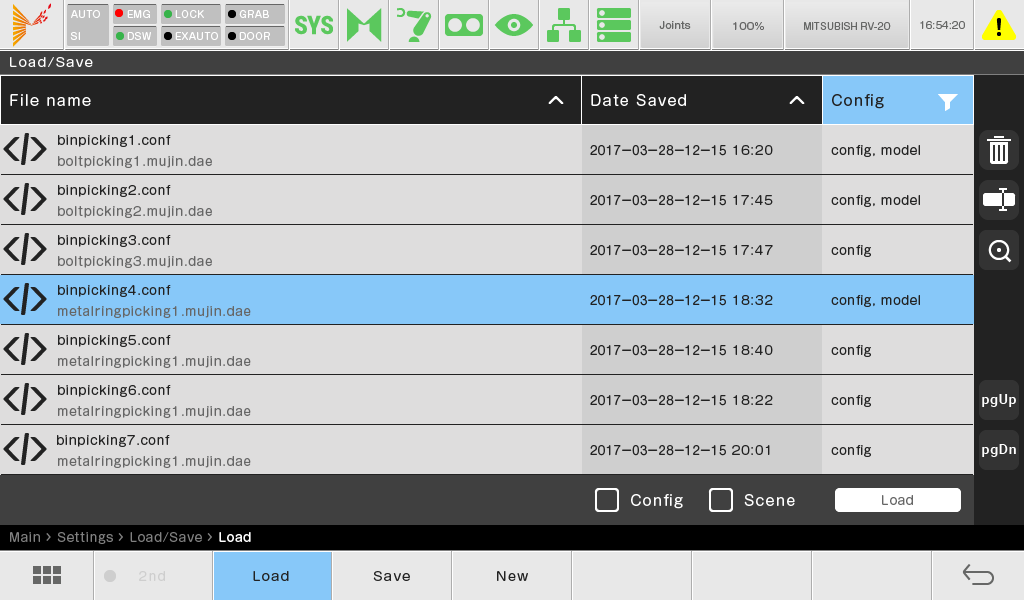 AUTO EMG LOCK GRAB SYS Joints 100% MITSUBISH RV-20 16:54:20
SI DSW EXAUTO DOOR
Load/Save
File name Date Saved Config
binpicking1.conf
boltpicking1.mujin.dae
2017-03-28-12-15 16:20 config, model
binpicking2.conf
boltpicking2.mujin.dae
2017-03-28-12-15 17:45 config, model
binpicking3.conf
boltpicking3.mujin.dae
2017-03-28-12-15 17:47 config
binpicking4.conf
metalringpicking1.mujin.dae
2017-03-28-12-15 18:32 config, model
binpicking5.conf
metalringpicking1.mujin.dae
2017-03-28-12-15 18:40 config
binpicking6.conf
metalringpicking1.mujin.dae
2017-03-28-12-15 18:22 config
pgUp
binpicking7.conf
metalringpicking1.mujin.dae
2017-03-28-12-15 20:01 config
pgDn
Config Scene Load
Main > Settings > Load/Save > Load
2nd Load Save New